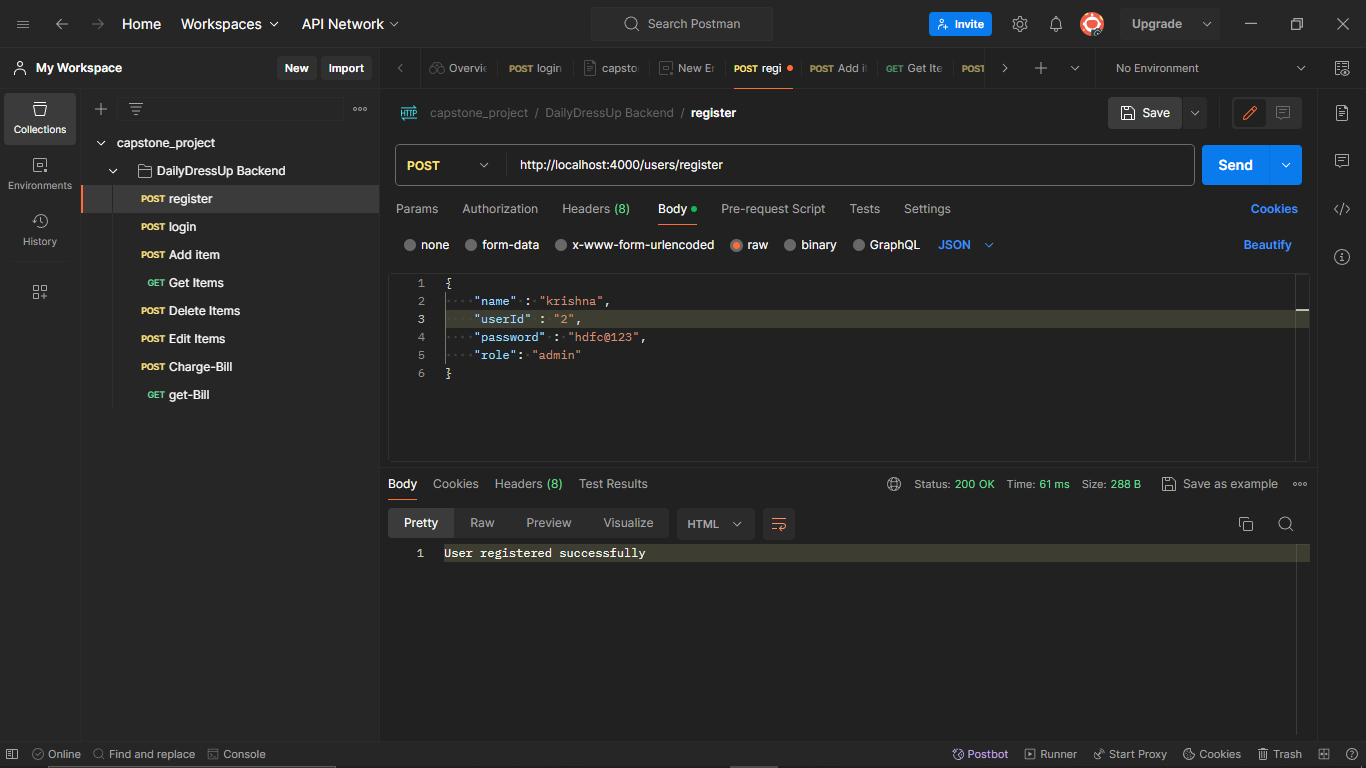 Home Workspaces API Network Search Postman Invite Upgrade
My Workspace New Import Overvi POST login capsto New Er POST regi POST Add i GET Get Ite POST No Environment
Collections
Environments
History
capstone_project
DailyDressUp Backend
POST register
POST login
POST Add item
GET Get Items
POST Delete Items
POST Edit Items
POST Charge-Bill
GET get-Bill
HTTP capstone_project / DailyDressUp Backend / register Save
POST http://localhost:4000/users/register Send
Params Authorization Headers (8) Body Pre-request Script Tests Settings Cookies
none form-data x-www-form-urlencoded raw binary GraphQL JSON Beautify
1 {
2 "name" : "krishna",
3 "userId" : "2",
4 "password" : "hdfc@123",
5 "role": "admin"
6 }
Body Cookies Headers (8) Test Results Status: 200 OK Time: 61 ms Size: 288 B Save as example
Pretty Raw Preview Visualize HTML
1 User registered successfully
Online Find and replace Console Postbot Runner Start Proxy Cookies Trash